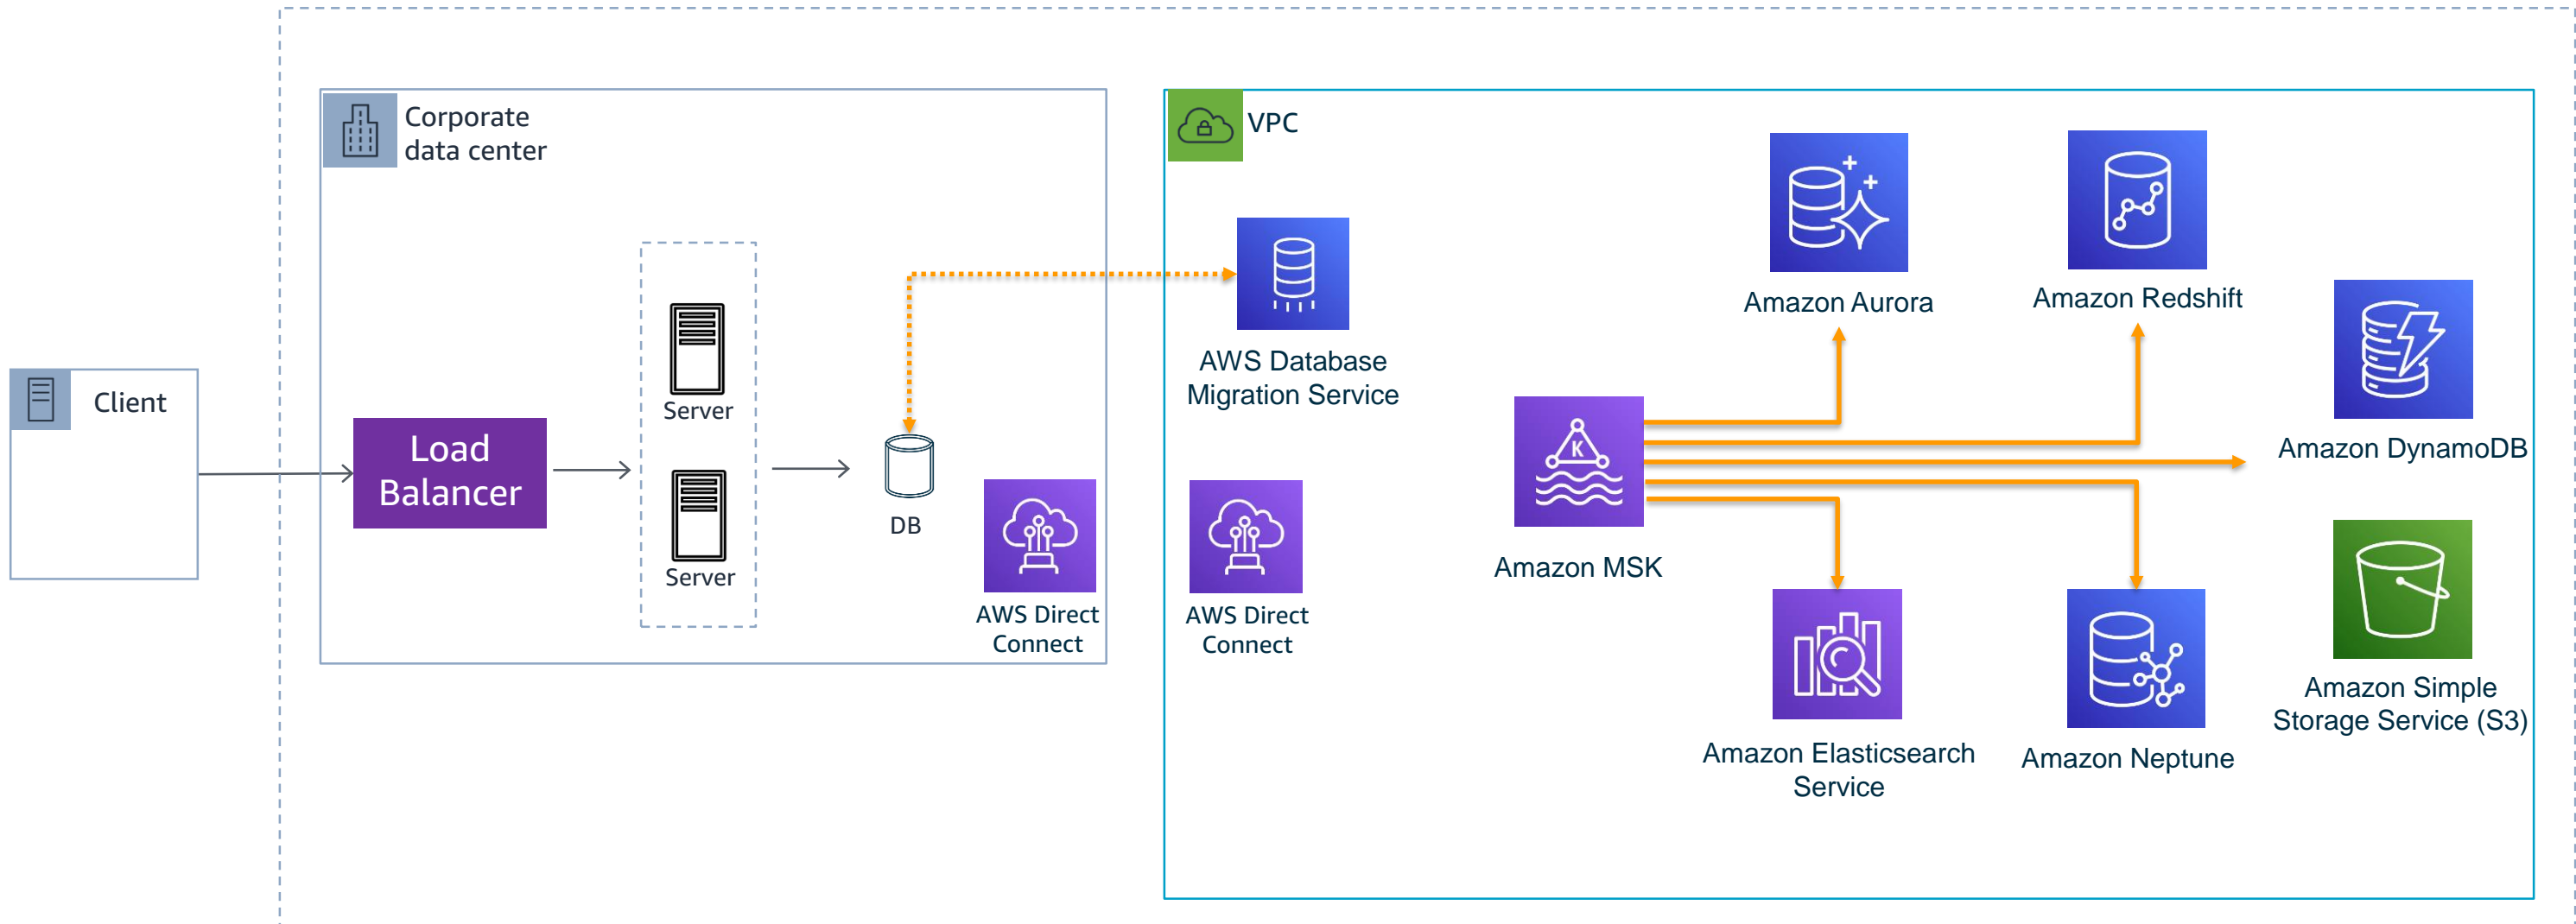 Client
Corporate
data center
Load
Balancer
Server
Server
DB
AWS Direct
Connect
VPC
AWS Database
Migration Service
AWS Direct
Connect
K
Amazon MSK
Amazon Aurora
Amazon Redshift
Amazon DynamoDB
Amazon Elasticsearch
Service
Amazon Neptune
Amazon Simple
Storage Service (S3)